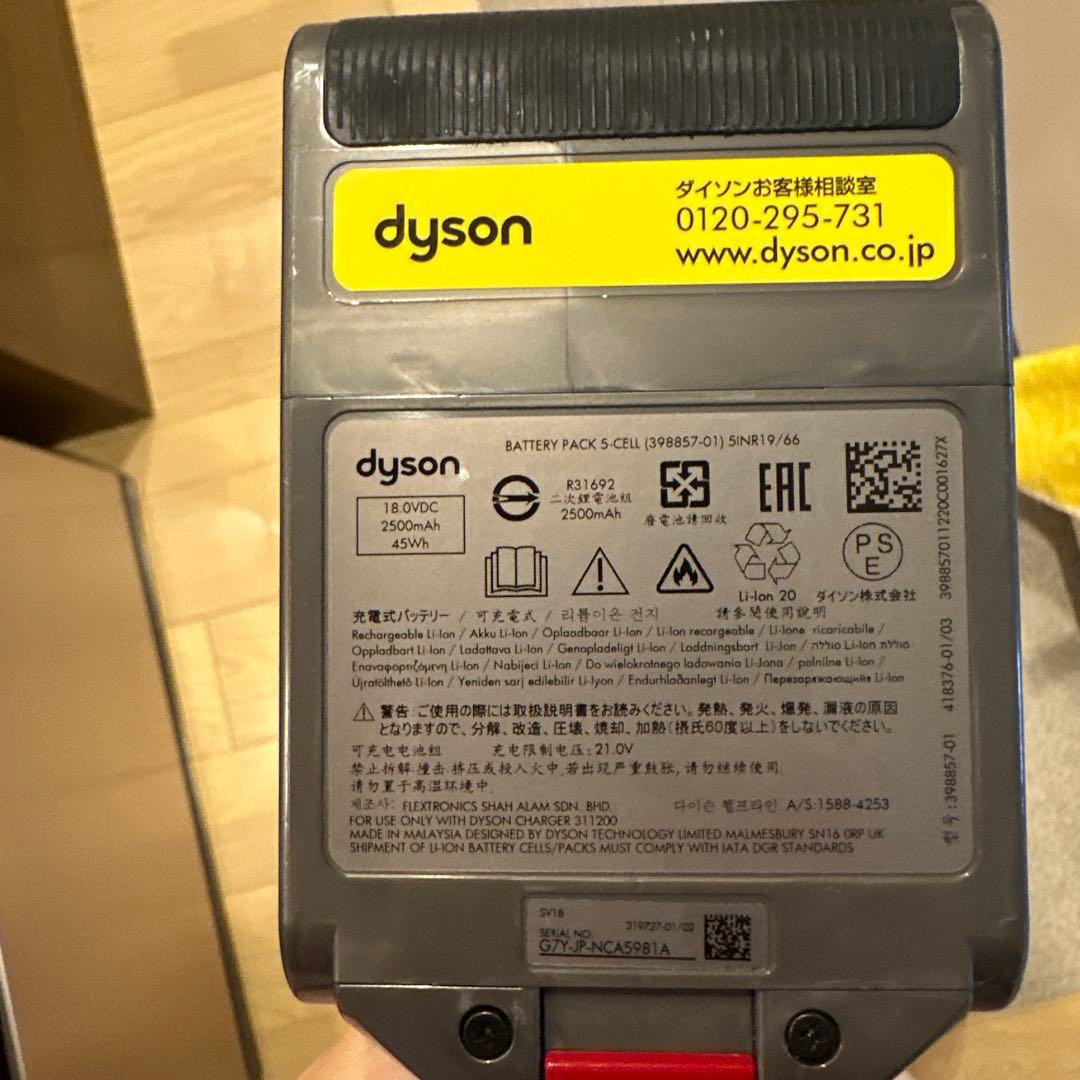 dyson
ダイソンお客様相談室
0120-295-731
www.dyson.co.jp
dyson
BATTERY PACK 5-CELL (398857-01) 5INR19/66
18.0VDC
2500mAh
45Wh
R31692
二次鋰電池組
2500mAh
廢電池請回收
EAC
Li-Ion 20
PS
E
ダイソン株式会社
充電式バッテリー / 可充電式 / 리튬이온 전지
請參閱使用說明
Rechargeable Li-Ion / Akku Li-Ion / Oplaadbaar Li-Ion / Li-Ion recargeable / Li-Ione ricaricabile /
Oppladbart Li-Ion / Ladattava Li-Ion / Genopladeligt Li-Ion / Laddningsbart Li-Jon / סוללה Li-Ion סוללת
Επαναφορτιζόμενη Li-Ion / Nabíjecí Li-Ion / Do wielokrotnego ładowania Li-Jona / polnilne Li-Ion /
Újratölthető Li-Ion / Yeniden sarj edilebilir Li-Iyon / Endurhlaðanlegt Li-Ion / Перезаряжающийя Li-Ion
警告: ご使用の際には取扱説明書をお読みください。発熱、発火、爆発、漏液の原因
となりますので、分解、改造、圧壊、焼却、加熱(摂氏60度以上)をしないでください。
可充电电池组 充电限制电压: 21.0V
禁止拆解、撞击、挤压或投入火中,若出现严重鼓胀, 请勿继续使用.
请勿置于高温环境中.
제조사: FLEXTRONICS SHAH ALAM SDN. BHD.
다이슨 헬프라인 A/S:1588-4253
FOR USE ONLY WITH DYSON CHARGER 311200
MADE IN MALAYSIA DESIGNED BY DYSON TECHNOLOGY LIMITED MALMESBURY SN16 0RP UK
SHIPMENT OF LI-ION BATTERY CELLS/PACKS MUST COMPLY WITH IATA DGR STANDARDS
型号:398857-01 418376-01/03 398857011220C001627X
SV18
319727-01/02
SERIAL NO.
G7Y-JP-NCA5981A